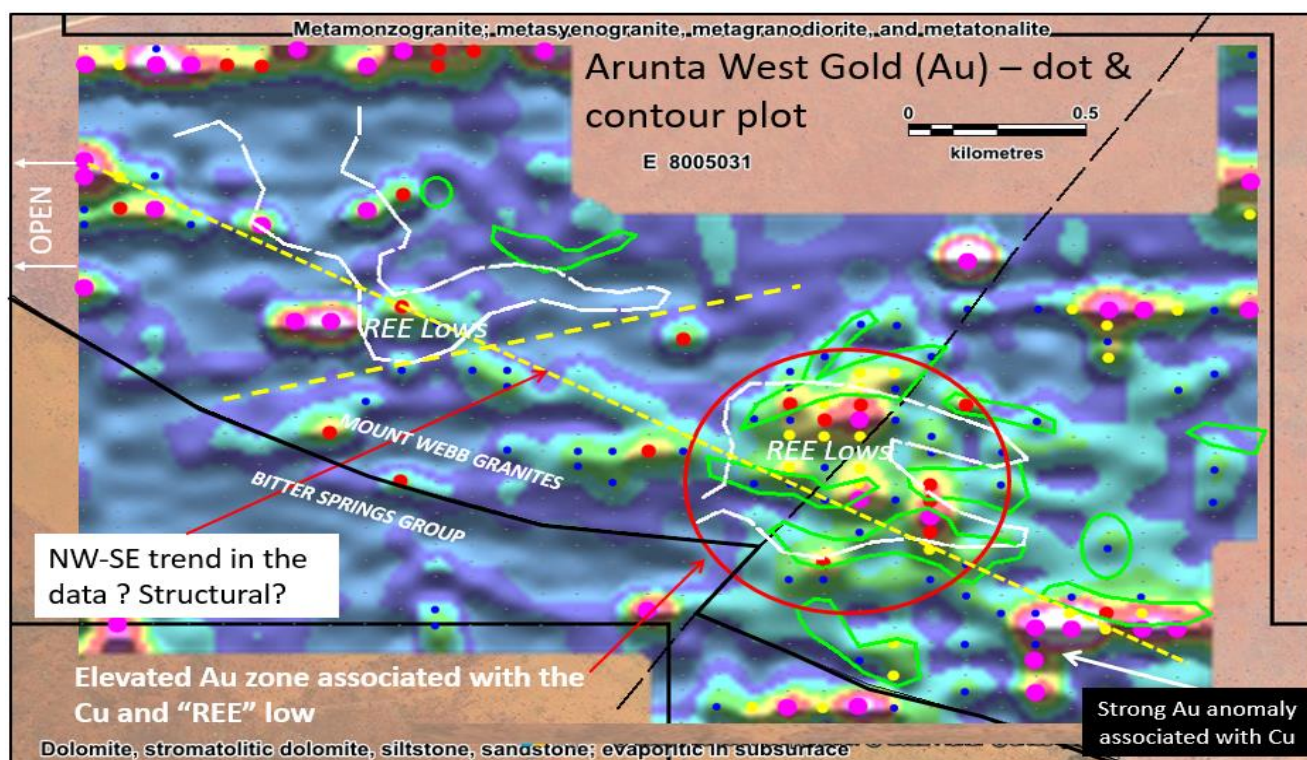 Metamonzogranite; metasyenogranite, metagranodiorite, and metatonalite
Arunta West Gold (Au) – dot &
contour plot
0 0.5
kilometres
E 8005031
OPEN
REE Lows
REE Lows
MOUNT WEBB GRANITES
BITTER SPRINGS GROUP
NW-SE trend in the
data ? Structural?
Elevated Au zone associated with the
Cu and “REE” low
Strong Au anomaly
associated with Cu
Dolomite, stromatolitic dolomite, siltstone, sandstone; evaporitic in subsurface